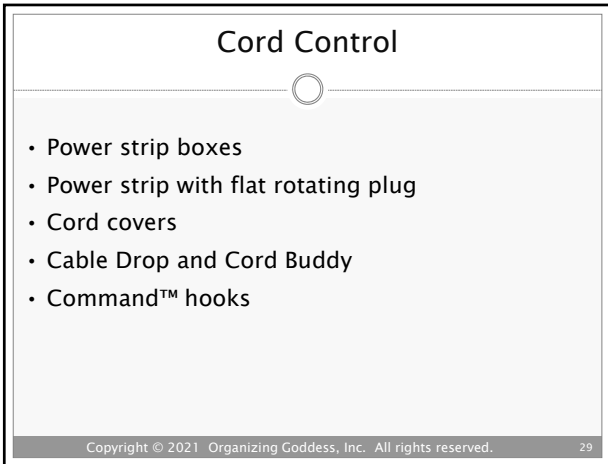 Cord Control
• Power strip boxes
• Power strip with flat rotating plug
• Cord covers
• Cable Drop and Cord Buddy
• Command™ hooks
Copyright © 2021 Organizing Goddess, Inc. All rights reserved. 29